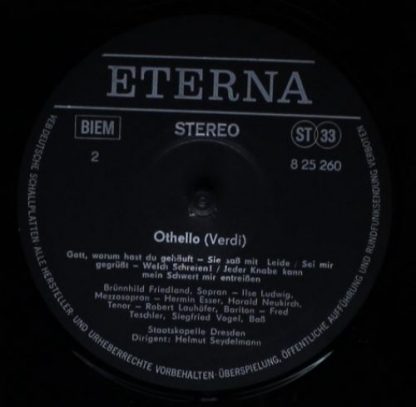 ETERNA
BIEM
STEREO
ST 33
2
8 25 260
Othello (Verdi)
Gott, warum hast du gehäuft – Sie saß mit Leide / Sei mir
gegrüßt – Welch Schreien! / Jeder Knabe kann
mein Schwert mir entreißen
Brünnhild Friedland, Sopran – Ilse Ludwig,
Mezzosopran – Hermin Esser, Harald Neukirch,
Tenor – Robert Lauhöfer, Bariton – Fred
Teschler, Siegfried Vogel, Baß
Staatskapelle Dresden
Dirigent: Helmut Seydelmann
VEB DEUTSCHE SCHALLPLATTEN ALLE HERSTELLER- UND URHEBERRECHTE VORBEHALTEN · ÜBERSPIELUNG, ÖFFENTLICHE AUFFÜHRUNG UND RUNDFUNKSENDUNG VERBOTEN